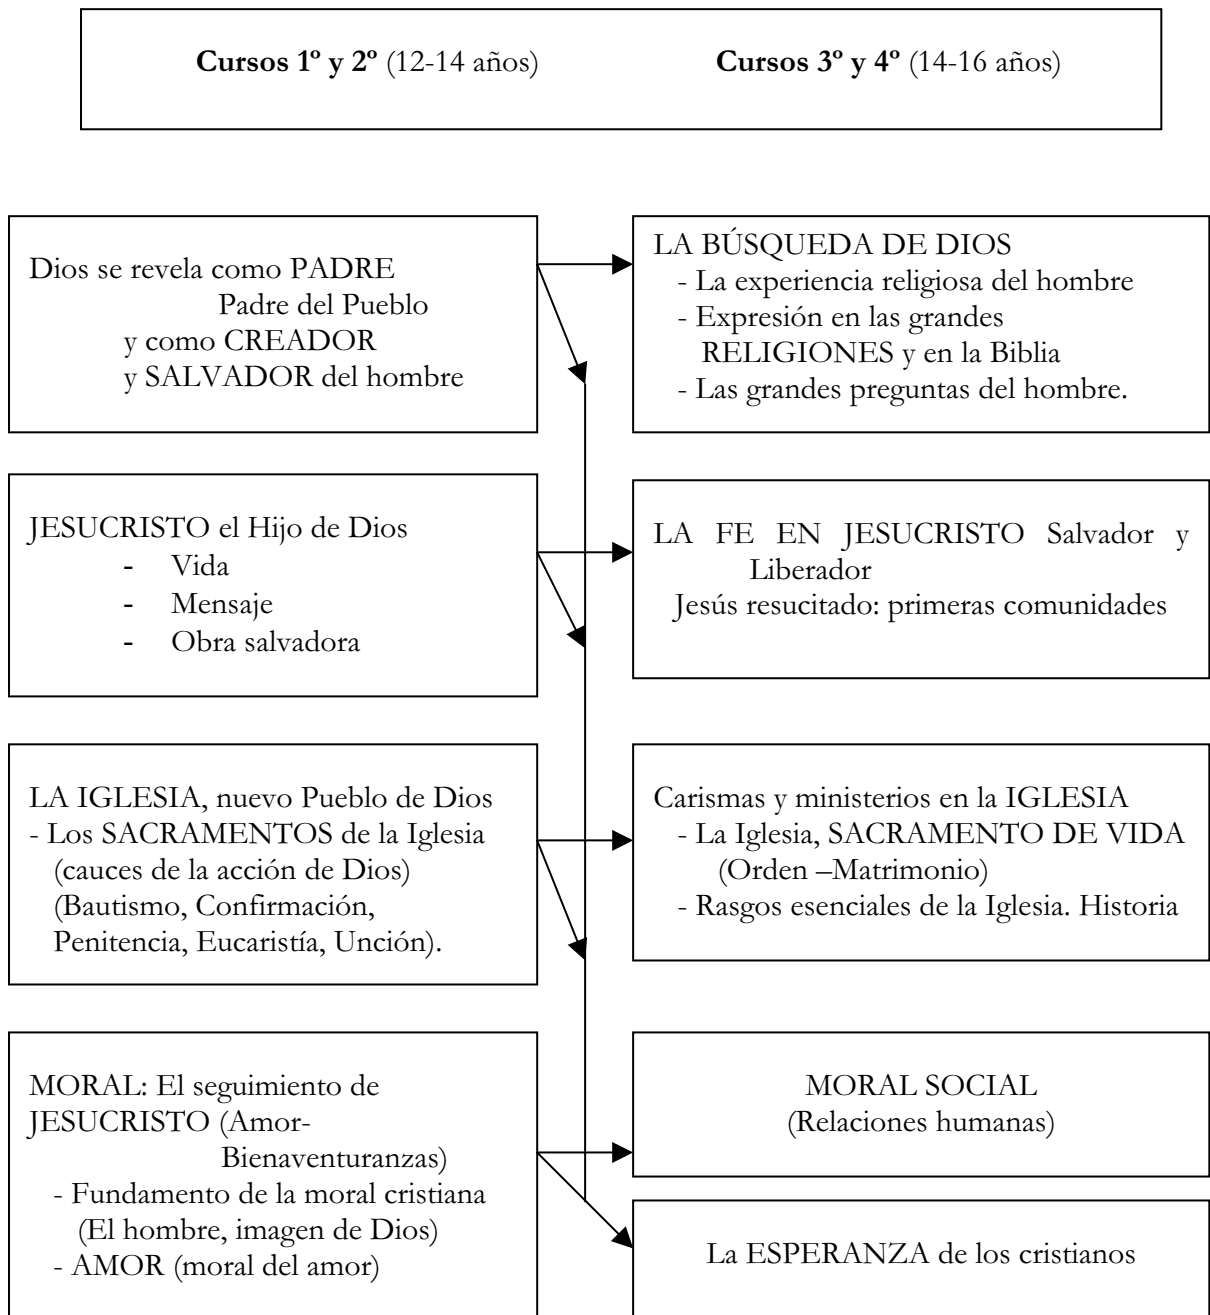 Cursos 1º y 2º (12-14 años) Cursos 3º y 4º (14-16 años)
Dios se revela como PADRE
Padre del Pueblo
y como CREADOR
y SALVADOR del hombre
LA BÚSQUEDA DE DIOS
- La experiencia religiosa del hombre
- Expresión en las grandes
RELIGIONES y en la Biblia
- Las grandes preguntas del hombre.
JESUCRISTO el Hijo de Dios
- Vida
- Mensaje
- Obra salvadora
LA FE EN JESUCRISTO Salvador y
Liberador
Jesús resucitado: primeras comunidades
LA IGLESIA, nuevo Pueblo de Dios
- Los SACRAMENTOS de la Iglesia
(cauces de la acción de Dios)
(Bautismo, Confirmación,
Penitencia, Eucaristía, Unción).
Carismas y ministerios en la IGLESIA
- La Iglesia, SACRAMENTO DE VIDA
(Orden –Matrimonio)
- Rasgos esenciales de la Iglesia. Historia
MORAL: El seguimiento de
JESUCRISTO (Amor-
Bienaventuranzas)
- Fundamento de la moral cristiana
(El hombre, imagen de Dios)
- AMOR (moral del amor)
MORAL SOCIAL
(Relaciones humanas)
La ESPERANZA de los cristianos